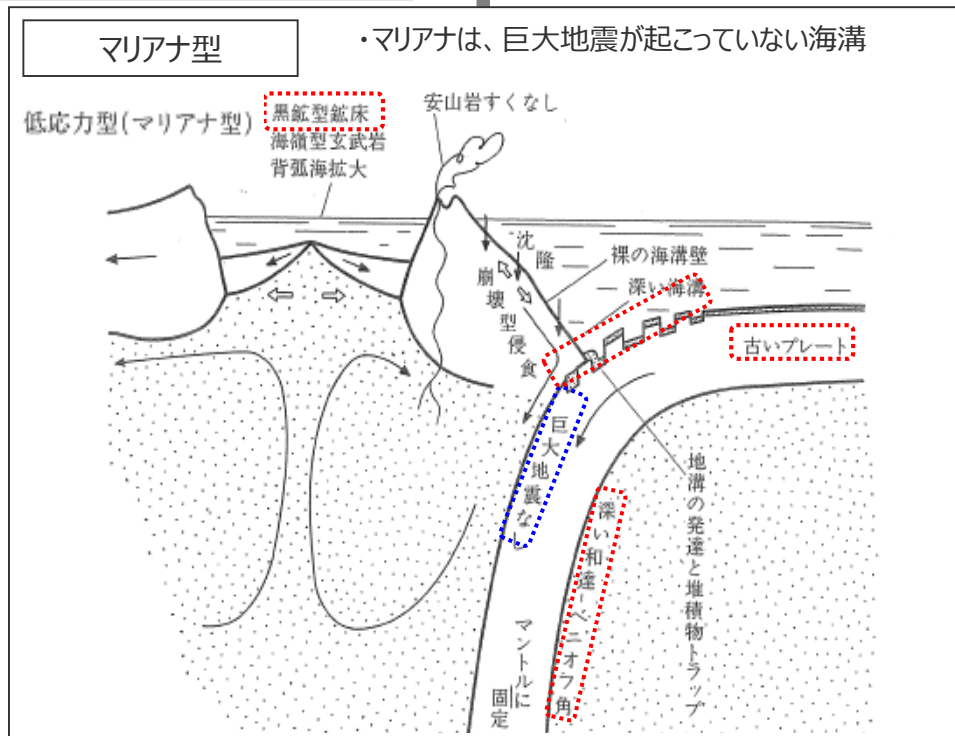 マリアナ型
・マリアナは、巨大地震が起こっていない海溝
低応力型(マリアナ型)
黒鉱型鉱床
海嶺型玄武岩
背弧海拡大
安山岩すくなし
沈隆
崩壊型侵食
裸の海溝壁
深い海溝
古いプレート
巨大地震なし
深い和達-ベニオフ角
地溝の発達と堆積物トラップ
マントルに
固定